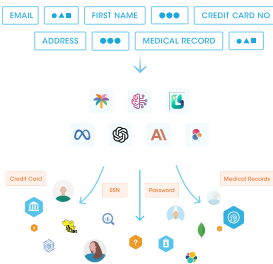 EMAIL FIRST NAME CREDIT CARD NO
ADDRESS MEDICAL RECORD
Credit Card SSN Password Medical Records